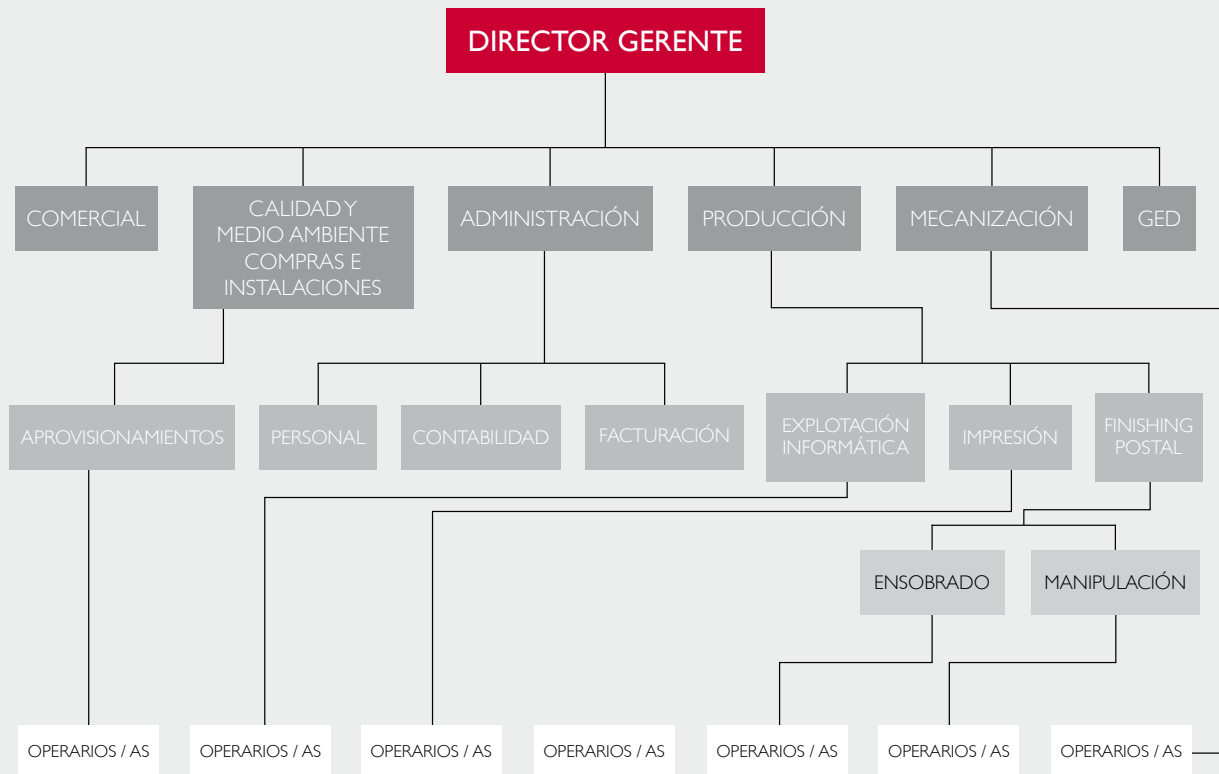 DIRECTOR GERENTE
COMERCIAL
CALIDAD Y
MEDIO AMBIENTE
COMPRAS E
INSTALACIONES
ADMINISTRACIÓN
PRODUCCIÓN
MECANIZACIÓN
GED
APROVISIONAMIENTOS
PERSONAL
CONTABILIDAD
FACTURACIÓN
EXPLOTACIÓN
INFORMÁTICA
IMPRESIÓN
FINISHING
POSTAL
ENSOBRADO
MANIPULACIÓN
OPERARIOS / AS
OPERARIOS / AS
OPERARIOS / AS
OPERARIOS / AS
OPERARIOS / AS
OPERARIOS / AS
OPERARIOS / AS